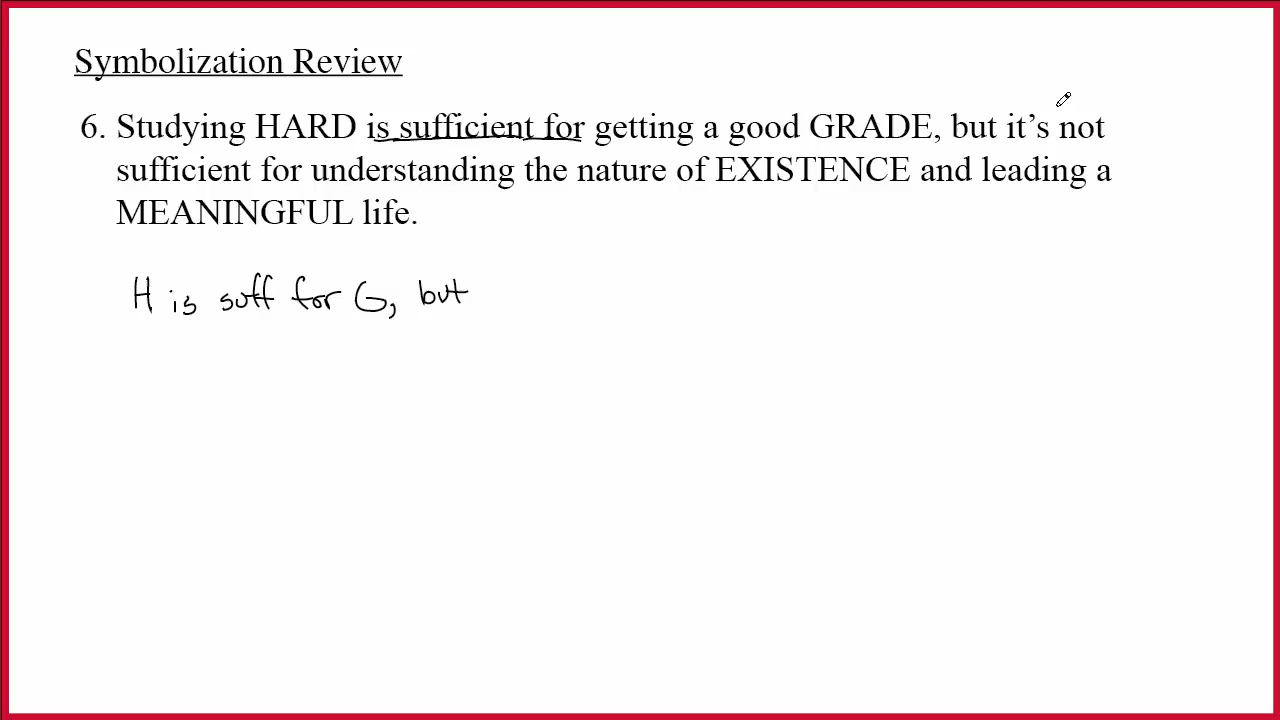 Symbolization Review
6. Studying HARD is sufficient for getting a good GRADE, but it’s not
sufficient for understanding the nature of EXISTENCE and leading a
MEANINGFUL life.
H is suff for G, but